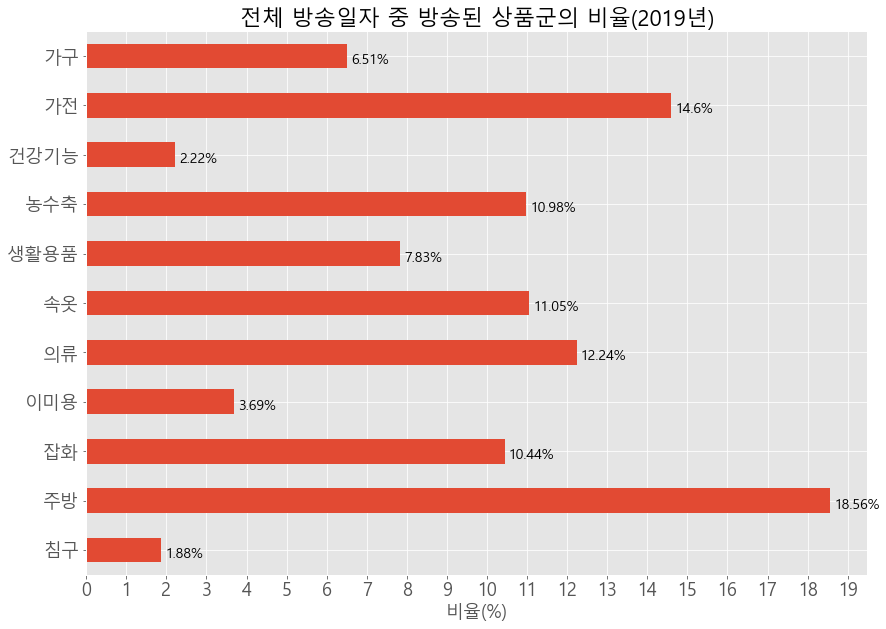 전체 방송일자 중 방송된 상품군의 비율(2019년)
가구 6.51%
가전 14.6%
건강기능 2.22%
농수축 10.98%
생활용품 7.83%
속옷 11.05%
의류 12.24%
이미용 3.69%
잡화 10.44%
주방 18.56%
침구 1.88%
0 1 2 3 4 5 6 7 8 9 10 11 12 13 14 15 16 17 18 19
비율(%)